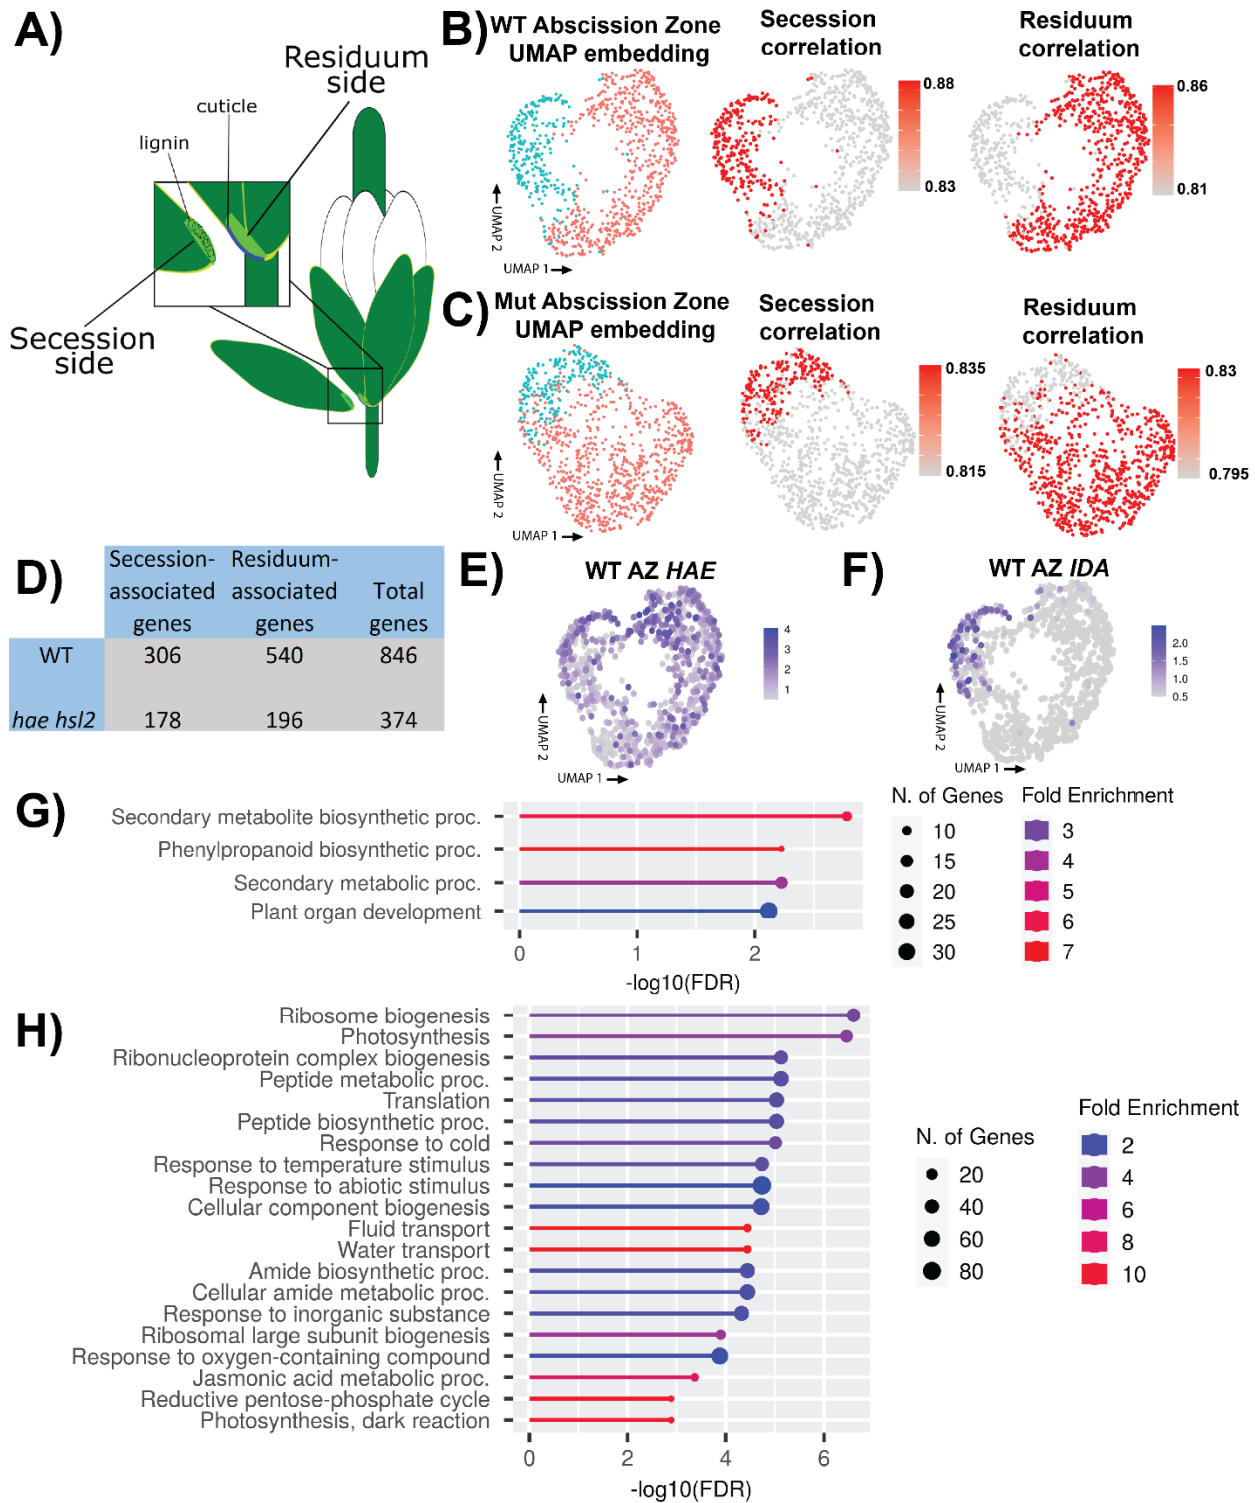 A)
Residuum
side
cuticle
lignin
Secession
side
B)
WT Abscission Zone
UMAP embedding
Secession
correlation
Residuum
correlation
0.88
0.83
0.86
0.81
UMAP 2
UMAP 1
C)
Mut Abscission Zone
UMAP embedding
Secession
correlation
Residuum
correlation
0.835
0.815
0.83
0.795
UMAP 2
UMAP 1
D)
Secession-
associated
genes
Residuum-
associated
genes
Total
genes
WT 306 540 846
hae hsl2 178 196 374
E)
WT AZ HAE
4
3
2
1
UMAP 2
UMAP 1
F)
WT AZ IDA
2.0
1.5
1.0
0.5
UMAP 2
UMAP 1
G)
Secondary metabolite biosynthetic proc.
Phenylpropanoid biosynthetic proc.
Secondary metabolic proc.
Plant organ development
0 1 2
-log10(FDR)
N. of Genes
10
15
20
25
30
Fold Enrichment
3
4
5
6
7
H)
Ribosome biogenesis
Photosynthesis
Ribonucleoprotein complex biogenesis
Peptide metabolic proc.
Translation
Peptide biosynthetic proc.
Response to cold
Response to temperature stimulus
Response to abiotic stimulus
Cellular component biogenesis
Fluid transport
Water transport
Amide biosynthetic proc.
Cellular amide metabolic proc.
Response to inorganic substance
Ribosomal large subunit biogenesis
Response to oxygen-containing compound
Jasmonic acid metabolic proc.
Reductive pentose-phosphate cycle
Photosynthesis, dark reaction
0 2 4 6
-log10(FDR)
N. of Genes
20
40
60
80
Fold Enrichment
2
4
6
8
10